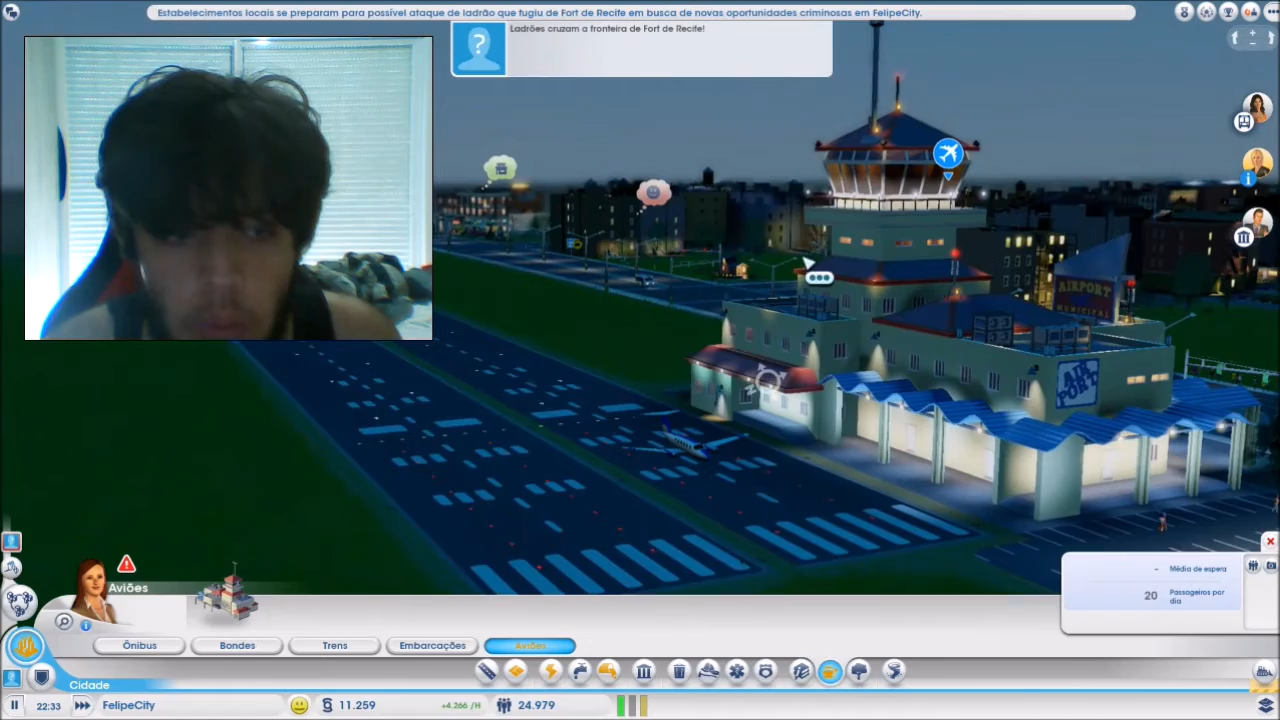 Estabelecimentos locais se preparam para possível ataque de ladrão que fugiu de Fort de Recife em busca de novas oportunidades criminosas em FelipeCity.
Ladrões cruzam a fronteira de Fort de Recife!
?
AIRPORT
MUNICIPAL
AIR
PORT
- Média de espera
20 Passageiros por
dia
Aviões
Ônibus
Bondes
Trens
Embarcações
Aviões
Cidade
22:33
FelipeCity
11.259
+4.266 /H
24.979